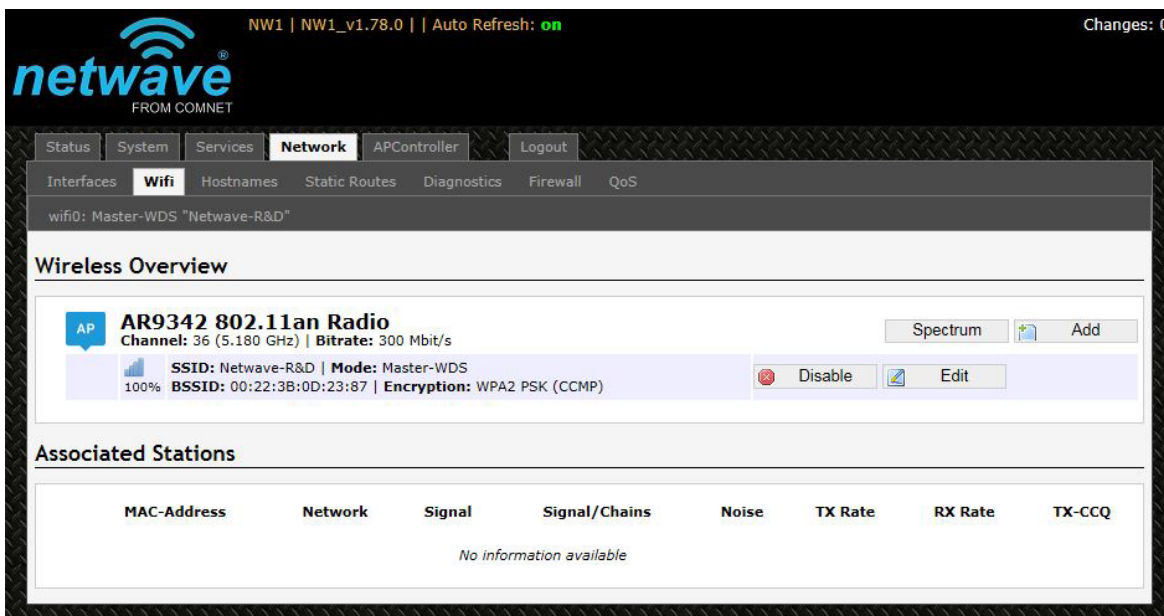 NW1 | NW1_v1.78.0 | | Auto Refresh: on
Changes: 0
netwave®
FROM COMNET
Status System Services Network APController Logout
Interfaces Wifi Hostnames Static Routes Diagnostics Firewall QoS
wifi0: Master-WDS "Netwave-R&D"
Wireless Overview
AP
AR9342 802.11an Radio
Channel: 36 (5.180 GHz) | Bitrate: 300 Mbit/s
Spectrum Add
SSID: Netwave-R&D | Mode: Master-WDS
100% BSSID: 00:22:3B:0D:23:87 | Encryption: WPA2 PSK (CCMP)
Disable Edit
Associated Stations
MAC-Address Network Signal Signal/Chains Noise TX Rate RX Rate TX-CCQ
No information available